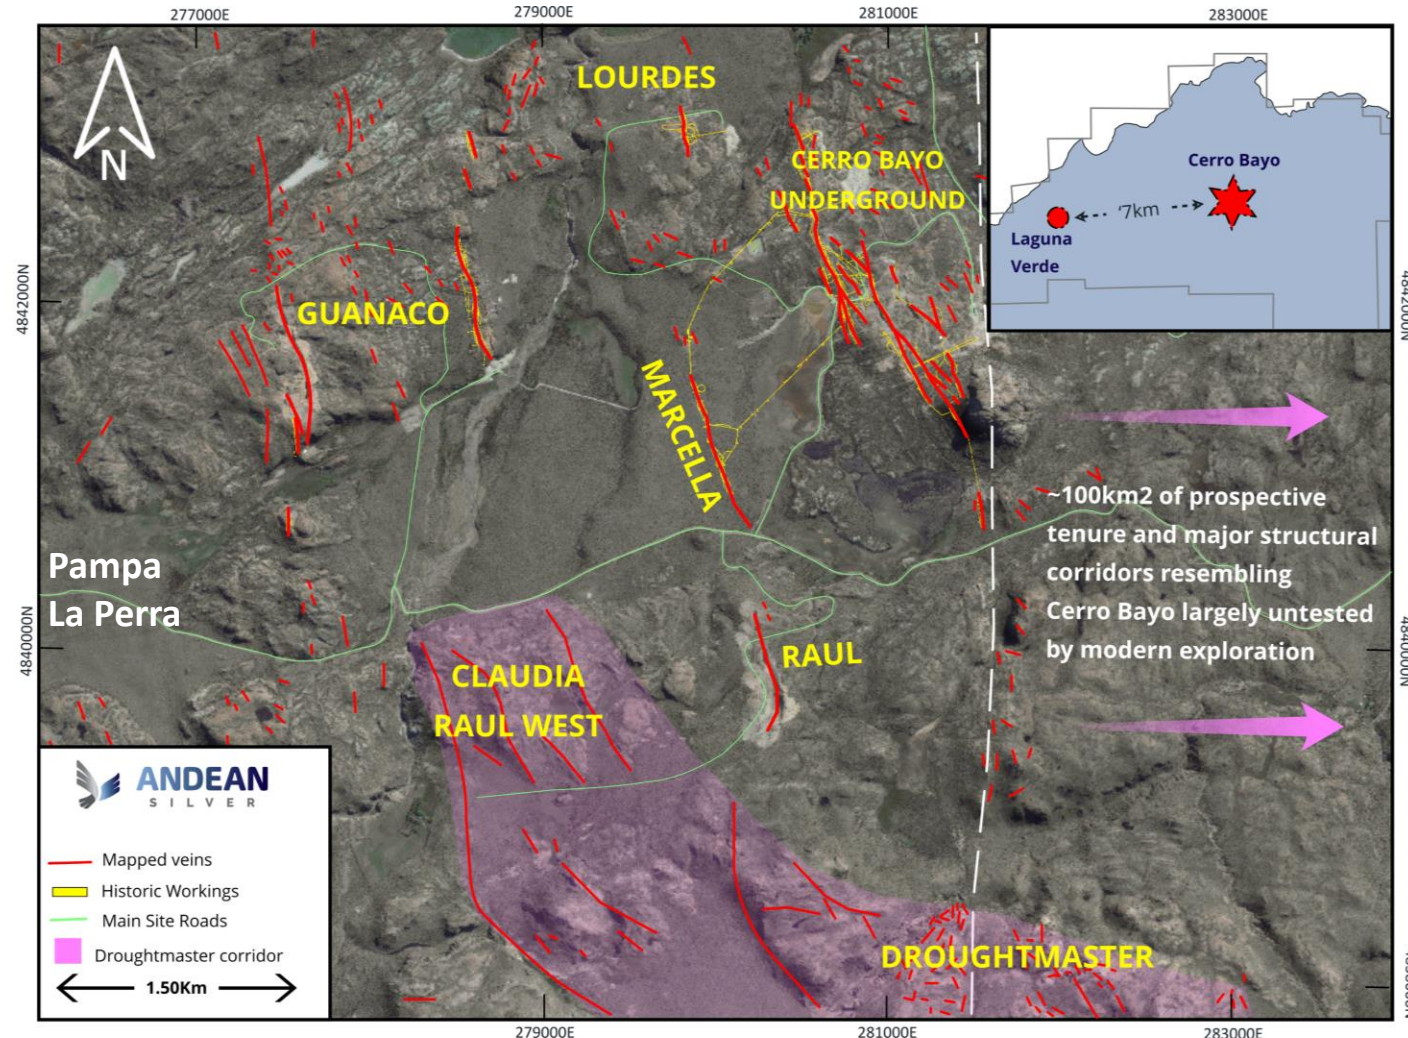 277000E
279000E
281000E
283000E
LOURDES
CERRO BAYO
UNDERGROUND
N
Cerro Bayo
~7km
Laguna
Verde
4842000N
4842000N
GUANACO
MARCELLA
~100km2 of prospective
tenure and major structural
corridors resembling
Cerro Bayo largely untested
by modern exploration
Pampa
La Perra
4840000N
4840000N
CLAUDIA
RAUL WEST
RAUL
ANDEAN
SILVER
Mapped veins
Historic Workings
Main Site Roads
Droughtmaster corridor
1.50Km
DROUGHTMASTER
279000E
281000E
283000E